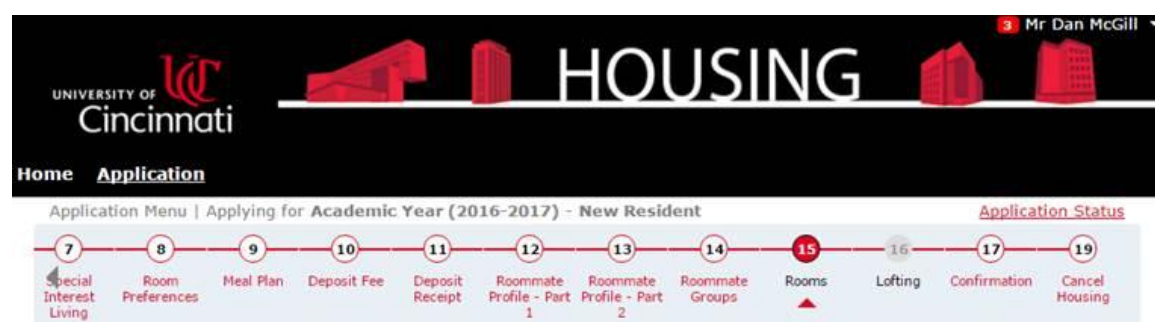 3 Mr Dan McGill
UNIVERSITY OF UC
Cincinnati
HOUSING
Home Application
Application Menu | Applying for Academic Year (2016-2017) - New Resident Application Status
7 8 9 10 11 12 13 14 15 16 17 19
Special Interest Living
Room Preferences
Meal Plan
Deposit Fee
Deposit Receipt
Roommate Profile - Part 1
Roommate Profile - Part 2
Roommate Groups
Rooms
Lofting
Confirmation
Cancel Housing